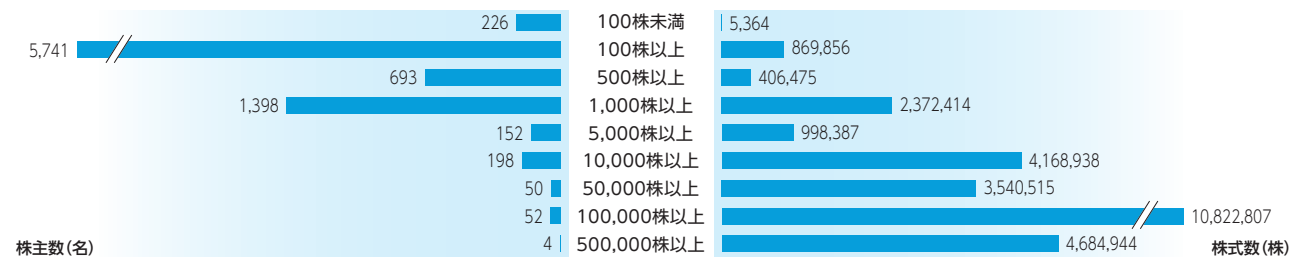 226 100株未満 5,364
5,741 100株以上 869,856
693 500株以上 406,475
1,398 1,000株以上 2,372,414
152 5,000株以上 998,387
198 10,000株以上 4,168,938
50 50,000株以上 3,540,515
52 100,000株以上 10,822,807
4 500,000株以上 4,684,944
株主数(名) 株式数(株)